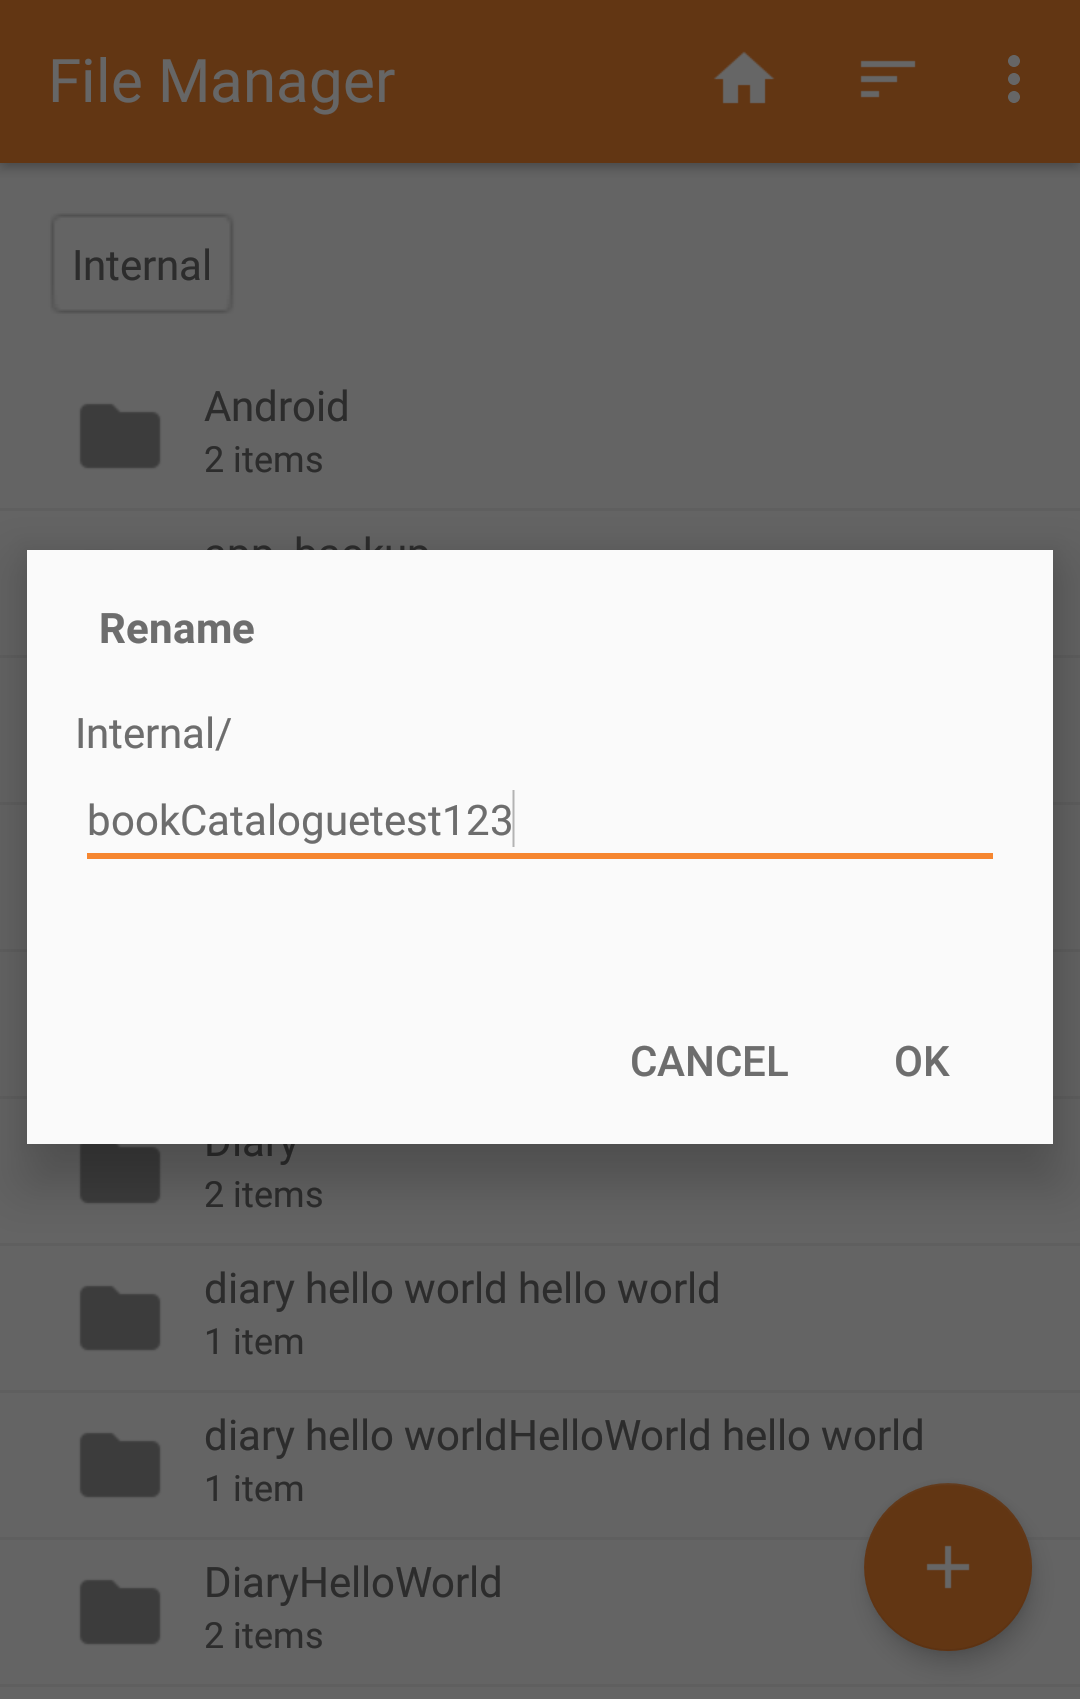 File Manager
Internal
Android
2 items
Rename
Internal/
bookCataloguetest123
CANCEL OK
Diary
2 items
diary hello world hello world
1 item
diary hello worldHelloWorld hello world
1 item
DiaryHelloWorld
2 items